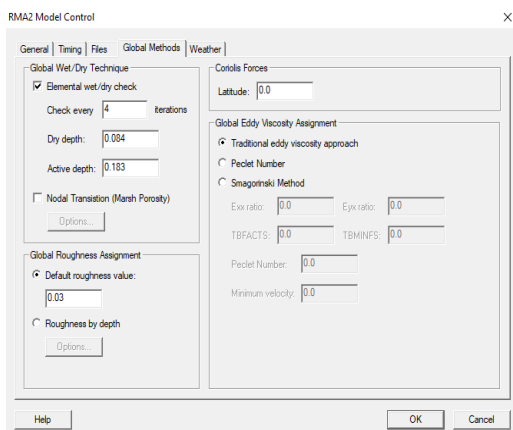 RMA2 Model Control
General Timing Files Global Methods Weather
Global Wet/Dry Technique
Elemental wet/dry check
Check every 4 iterations
Dry depth: 0.084
Active depth: 0.183
Nodal Transistion (Marsh Porosity)
Options...
Global Roughness Assignment
Default roughness value:
0.03
Roughness by depth
Options...
Coriolis Forces
Latitude: 0.0
Global Eddy Viscosity Assignment
Traditional eddy viscosity approach
Peclet Number
Smagorinski Method
Exx ratio: 0.0 Eyx ratio: 0.0
TBFACTS: 0.0 TBMINFS: 0.0
Peclet Number: 0.0
Minimum velocity: 0.0
Help OK Cancel